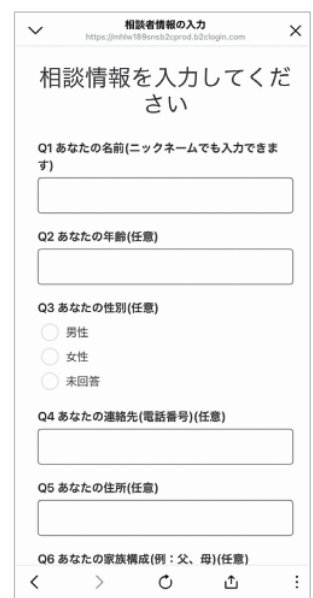 相談者情報の入力
https://mhlw189snsb2cprod.b2clogin.com
相談情報を入力してくだ
さい
Q1 あなたの名前(ニックネームでも入力できま
す)
Q2 あなたの年齢(任意)
Q3 あなたの性別(任意)
男性
女性
未回答
Q4 あなたの連絡先(電話番号)(任意)
Q5 あなたの住所(任意)
Q6 あなたの家族構成(例：父、母)(任意)